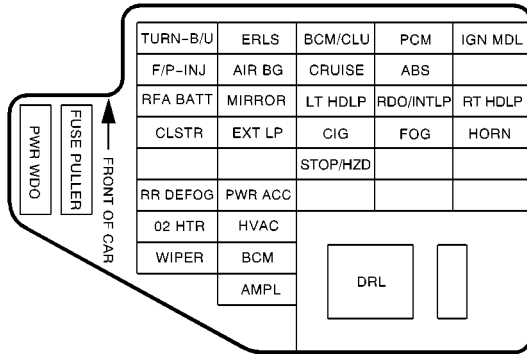 TURN-B/U ERLS BCM/CLU PCM IGN MDL
F/P-INJ AIR BG CRUISE ABS
RFA BATT MIRROR LT HDLP RDO/INTLP RT HDLP
CLSTR EXT LP CIG FOG HORN
STOP/HZD
RR DEFOG PWR ACC
02 HTR HVAC
WIPER BCM
AMPL
DRL
PWR WDO
FUSE PULLER
FRONT OF CAR